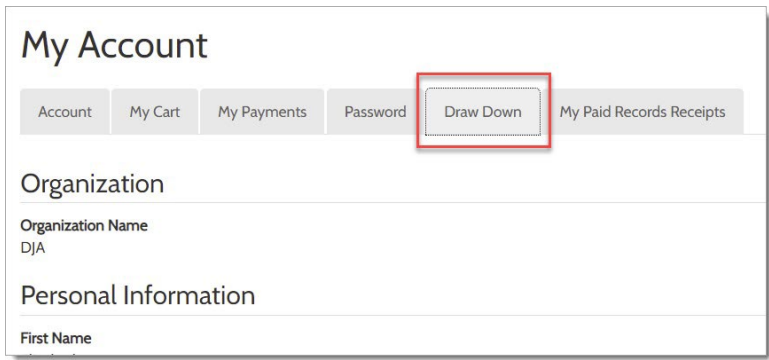 My Account
Account My Cart My Payments Password Draw Down My Paid Records Receipts
Organization
Organization Name
DJA
Personal Information
First Name